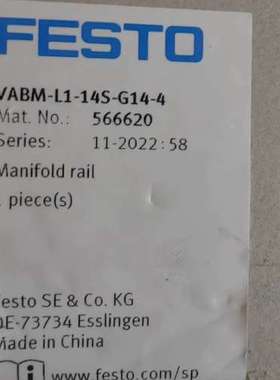 FESTO
VABM-L1-14S-G14-4
Mat. No.: 566620
Series: 11-2022:58
Manifold rail
piece(s)
esto SE & Co. KG
DE-73734 Esslingen
Made in China
www.festo.com/sp